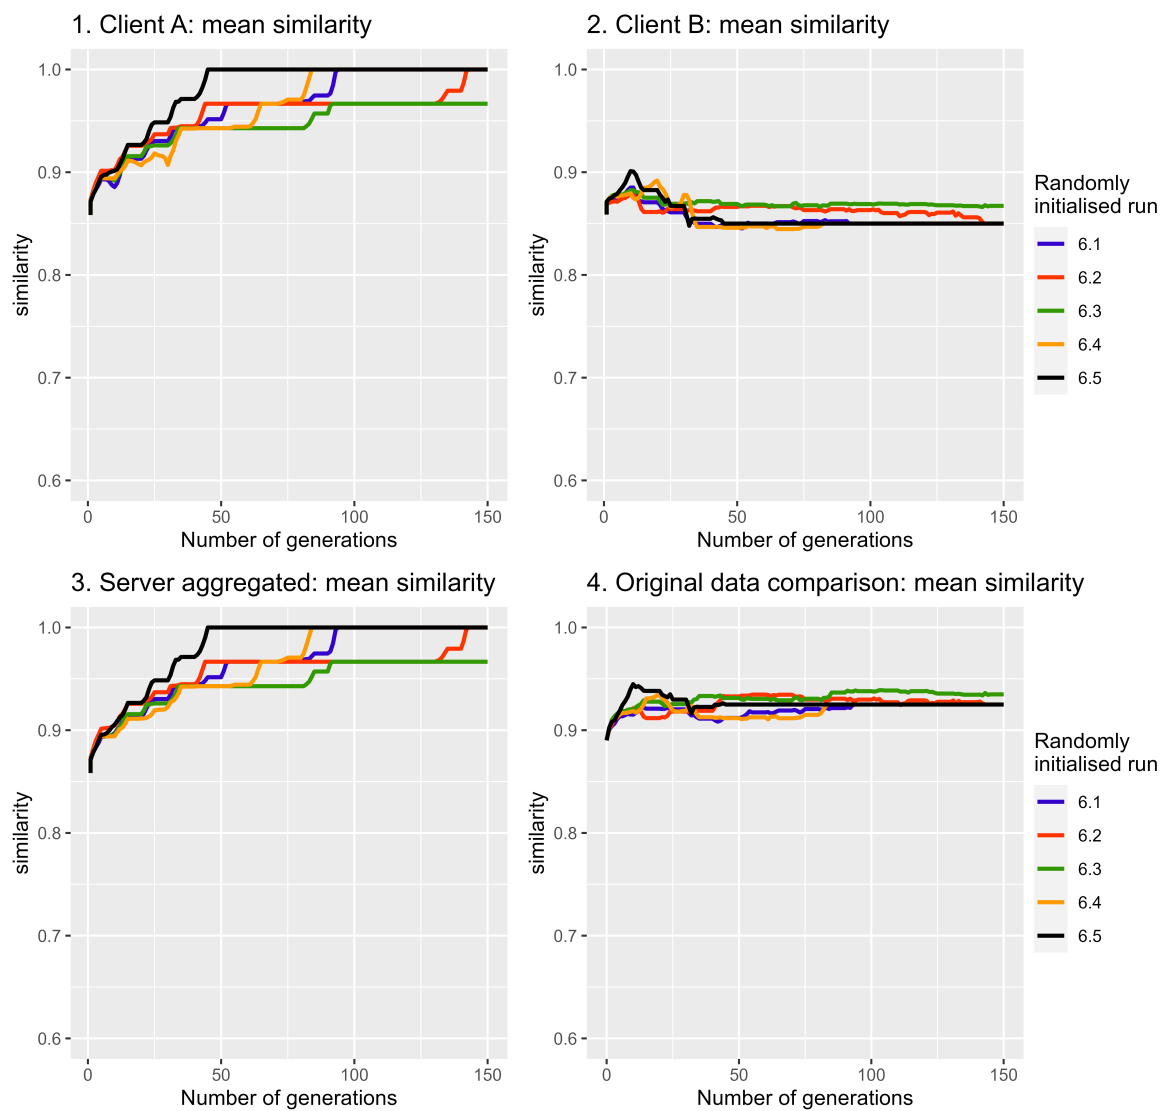 1. Client A: mean similarity
similarity
1.0
0.9
0.8
0.7
0.6
0
50
100
150
Number of generations
2. Client B: mean similarity
similarity
1.0
0.9
0.8
0.7
0.6
0
50
100
150
Number of generations
Randomly
initialised run
6.1
6.2
6.3
6.4
6.5
3. Server aggregated: mean similarity
similarity
1.0
0.9
0.8
0.7
0.6
0
50
100
150
Number of generations
4. Original data comparison: mean similarity
similarity
1.0
0.9
0.8
0.7
0.6
0
50
100
150
Number of generations
Randomly
initialised run
6.1
6.2
6.3
6.4
6.5